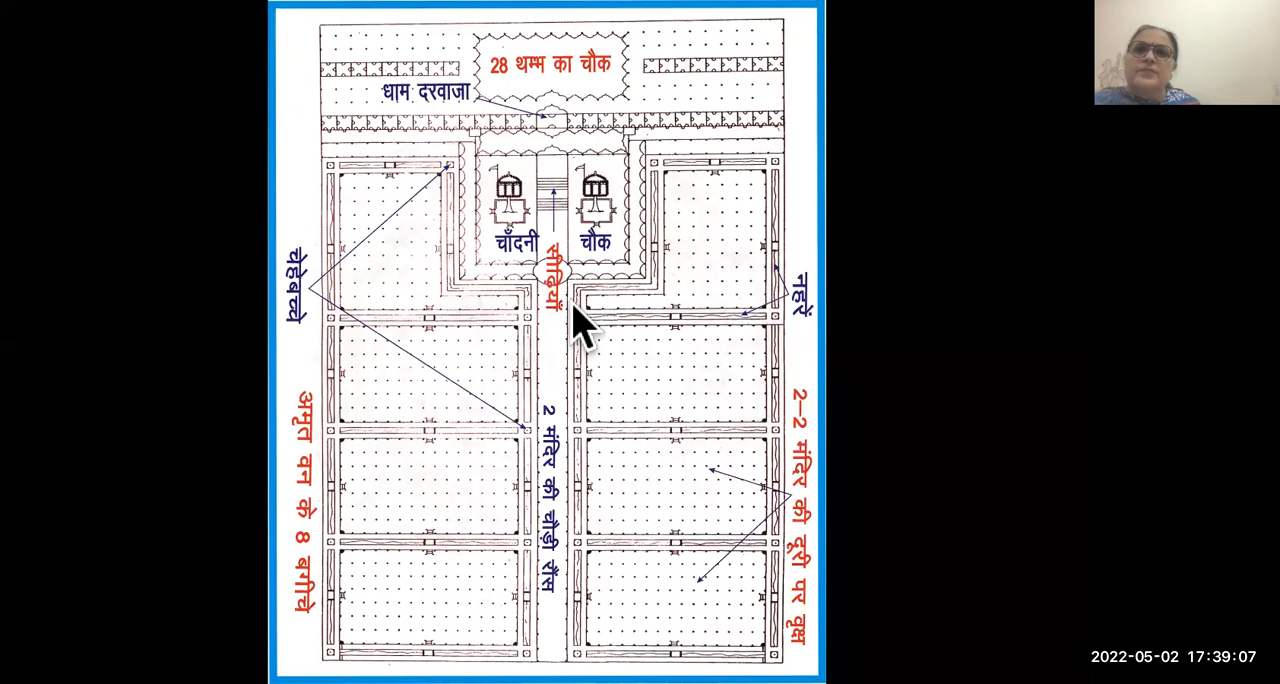 28 थम्भ का चौक
धाम दरवाजा
चाँदनी चौक
सीढ़ियाँ
चेहेबच्चे
नहरें
2 मंदिर की चौड़ी रौंस
अमृत वन के 8 बगीचे
2-2 मंदिर की दूरी पर वृक्ष
2022-05-02 17:39:07